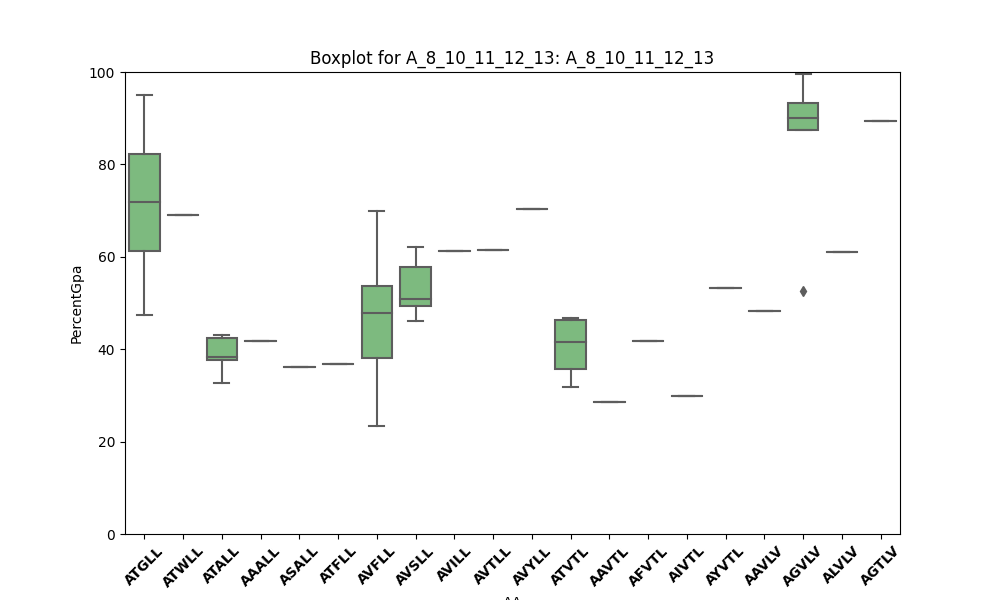 Boxplot for A_8_10_11_12_13: A_8_10_11_12_13
100
80
60
40
20
0
PercentGpa
ATGLL ATWLL ATALL AAALL ASALL ATFLL AVFLL AVSLL AVILL AVTLL AVYLL ATVTL AAVTL AFVTL AIVTL AYVTL AAVLV AGVLV ALVLV AGTLV